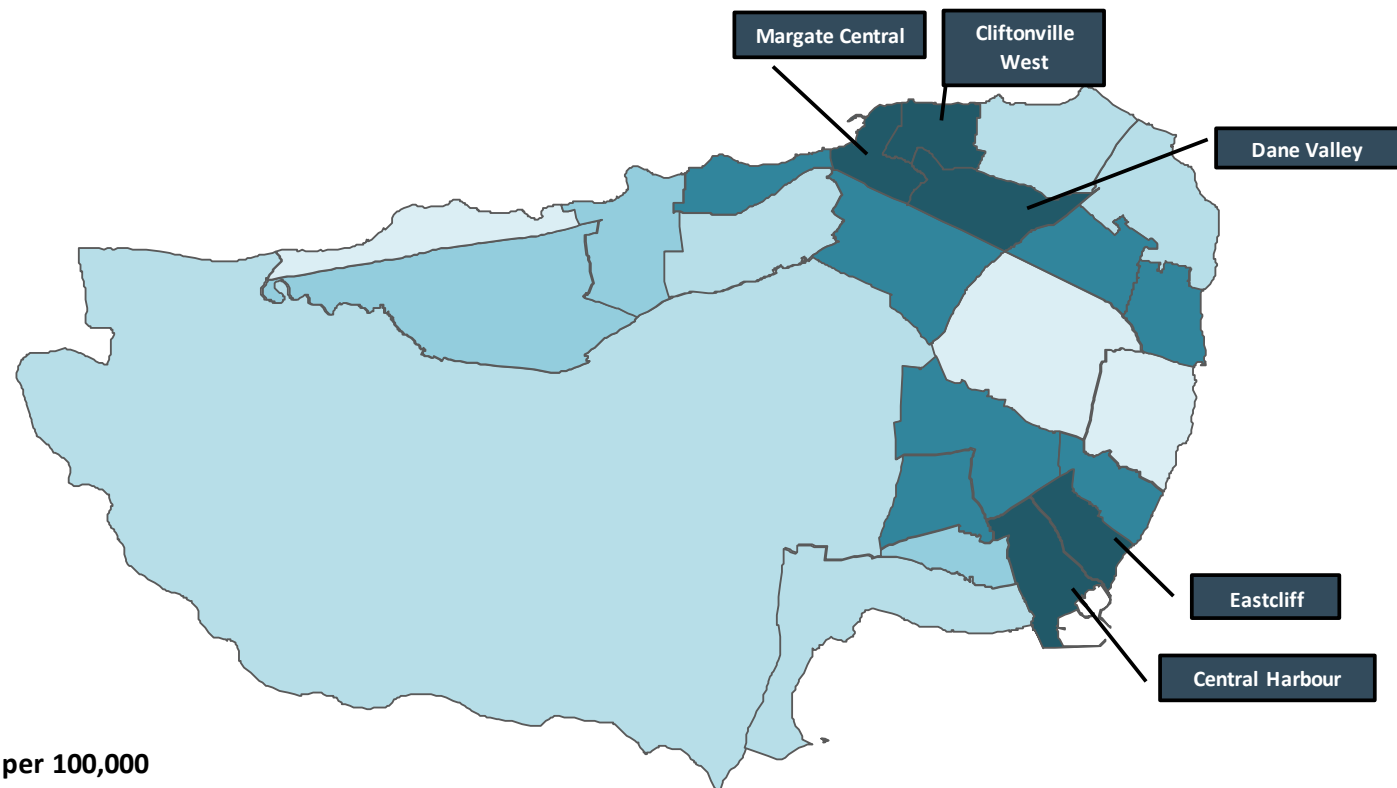 Margate Central
Cliftonville
West
Dane Valley
Eastcliff
Central Harbour
per 100,000